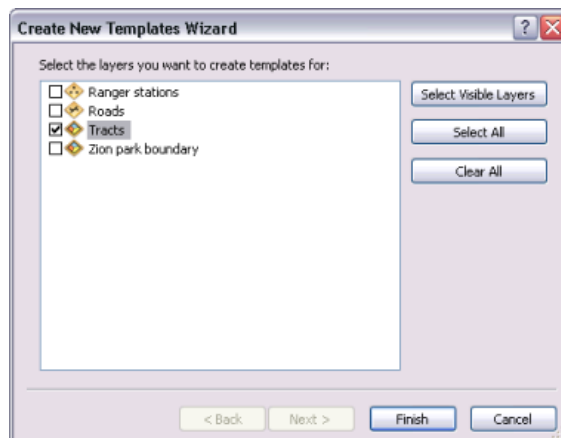 Create New Templates Wizard
Select the layers you want to create templates for:
Ranger stations
Roads
Tracts
Zion park boundary
Select Visible Layers
Select All
Clear All
< Back
Next >
Finish
Cancel